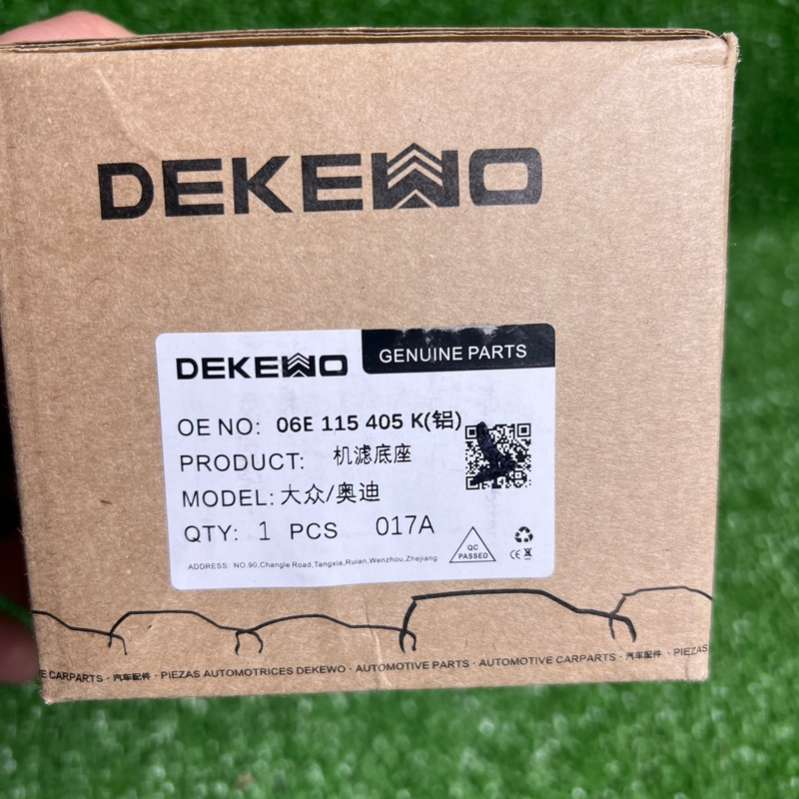 DEKEWO
DEKEWO
GENUINE PARTS
OE NO: 06E 115 405 K(铝)
PRODUCT: 机滤底座
MODEL: 大众/奥迪
QTY: 1 PCS 017A
QC
PASSED
CE
ADDRESS: NO.90,Changle Road,Tangxia,Ruian,Wenzhou,Zhejiang
E CARPARTS · 汽车配件 · PIEZAS AUTOMOTRICES DEKEWO · AUTOMOTIVE PARTS · AUTOMOTIVE CARPARTS · 汽车配件 · PIEZAS